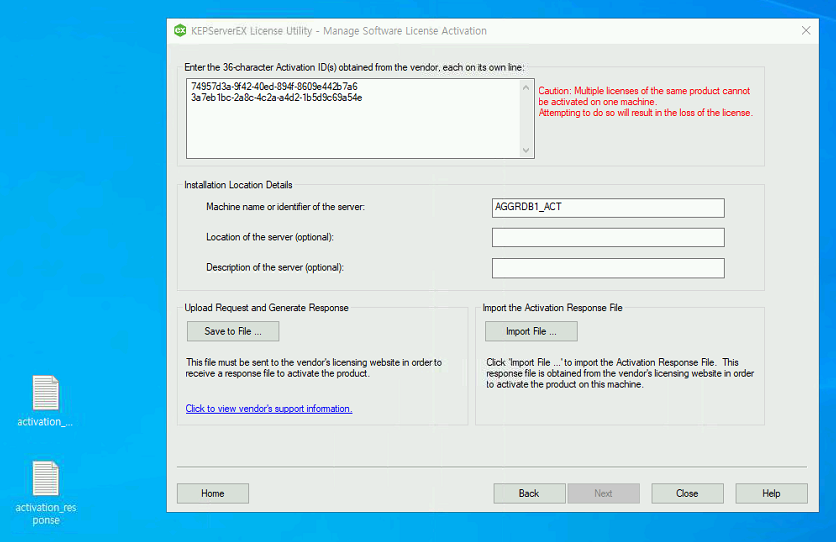 KEPServerEX License Utility - Manage Software License Activation
Enter the 36-character Activation ID(s) obtained from the vendor, each on its own line:
74957d3a-9f42-40ed-894f-8609e442b7a6
3a7eb1bc-2a8c-4c2a-a4d2-1b5d9c69a54e
Caution: Multiple licenses of the same product cannot
be activated on one machine.
Attempting to do so will result in the loss of the license.
Installation Location Details
Machine name or identifier of the server:
AGGRDB1_ACT
Location of the server (optional):
Description of the server (optional):
Upload Request and Generate Response
Save to File ...
This file must be sent to the vendor's licensing website in order to
receive a response file to activate the product.
Click to view vendor's support information.
Import the Activation Response File
Import File ...
Click 'Import File ...' to import the Activation Response File. This
response file is obtained from the vendor's licensing website in order
to activate the product on this machine.
Home
Back
Next
Close
Help
activation_...
activation_res
ponse